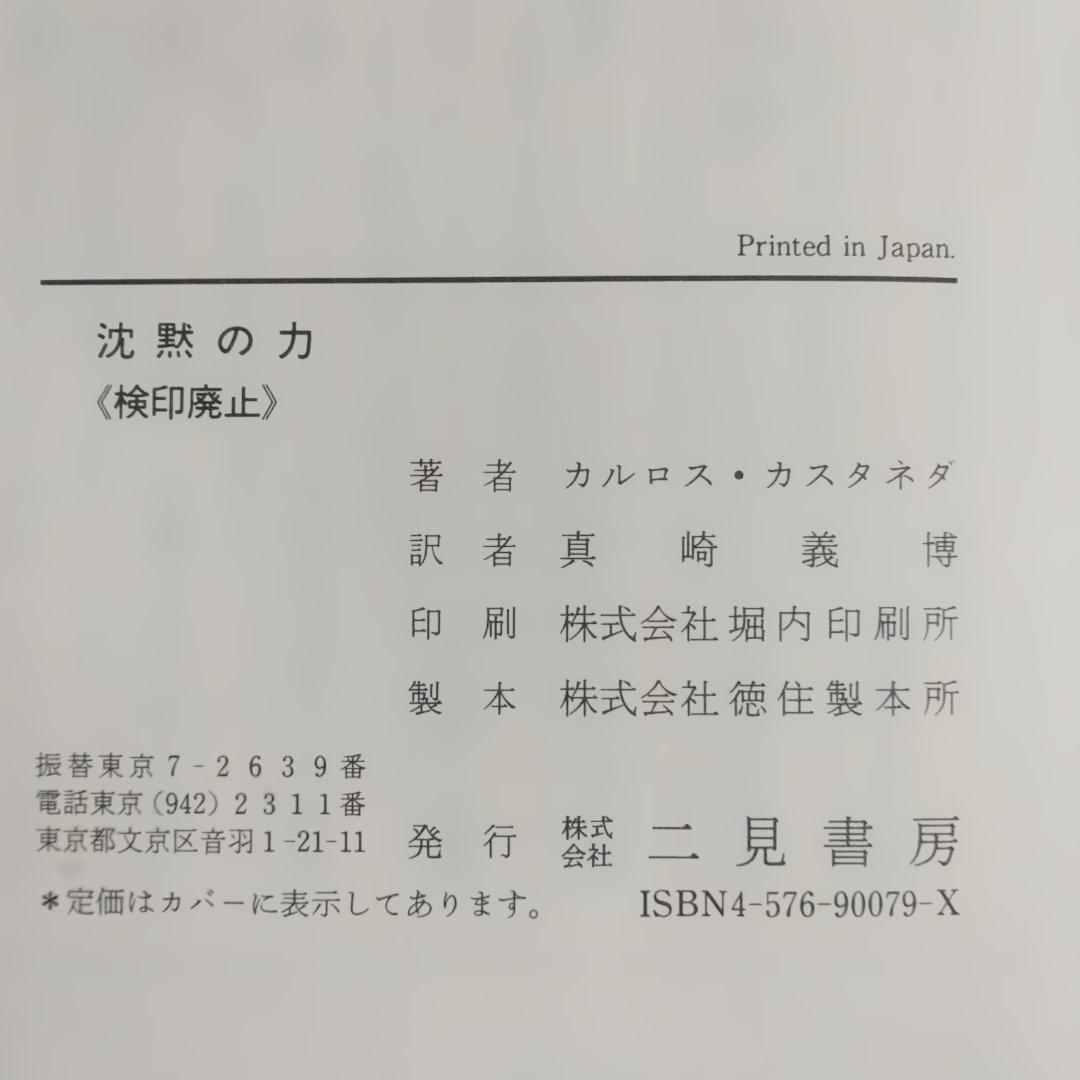 Printed in Japan.
沈黙の力
《検印廃止》
著者 カルロス・カスタネダ
訳者 真崎義博
印刷 株式会社堀内印刷所
製本 株式会社徳住製本所
振替東京7-2639番
電話東京(942)2311番
東京都文京区音羽1-21-11
発行 株式会社 二見書房
*定価はカバーに表示してあります。
ISBN4-576-90079-X